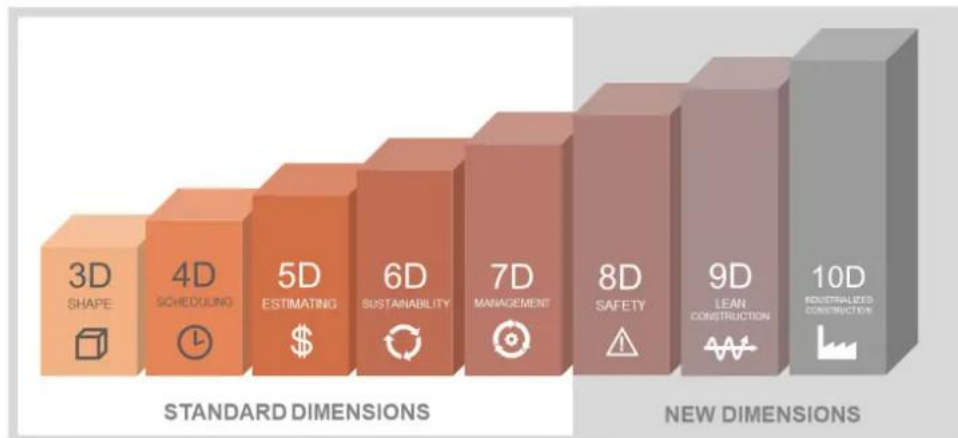 3D
SHAPE
4D
SCHEDULING
5D
ESTIMATING
$
6D
SUSTAINABILITY
7D
MANAGEMENT
8D
SAFETY
9D
LEAN
CONSTRUCTION
10D
INDUSTRIALIZED
CONSTRUCTION
STANDARD DIMENSIONS
NEW DIMENSIONS